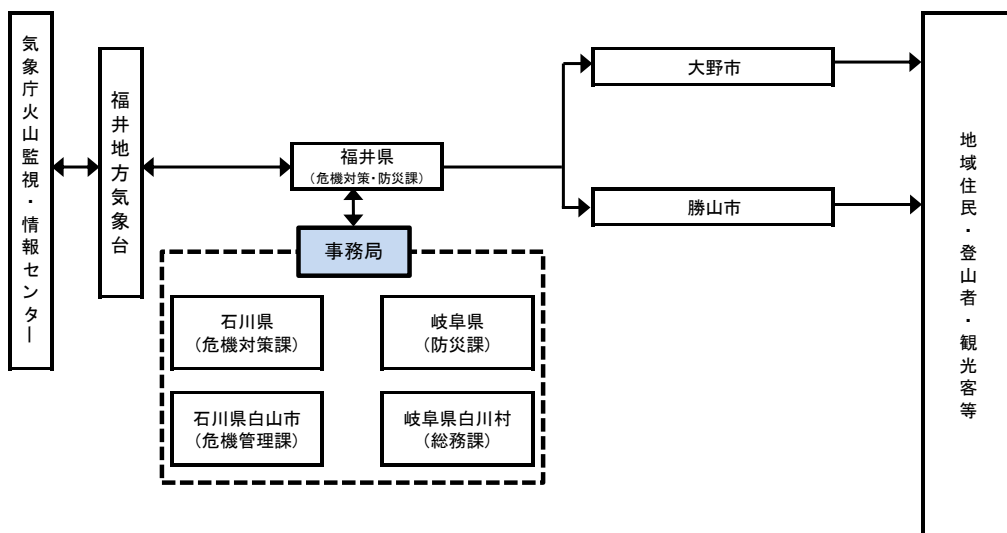 気象庁火山監視・情報センター
福井地方気象台
福井県
(危機対策・防災課)
大野市
勝山市
地域住民・登山者・観光客等
事務局
石川県
(危機対策課)
岐阜県
(防災課)
石川県白山市
(危機管理課)
岐阜県白川村
(総務課)